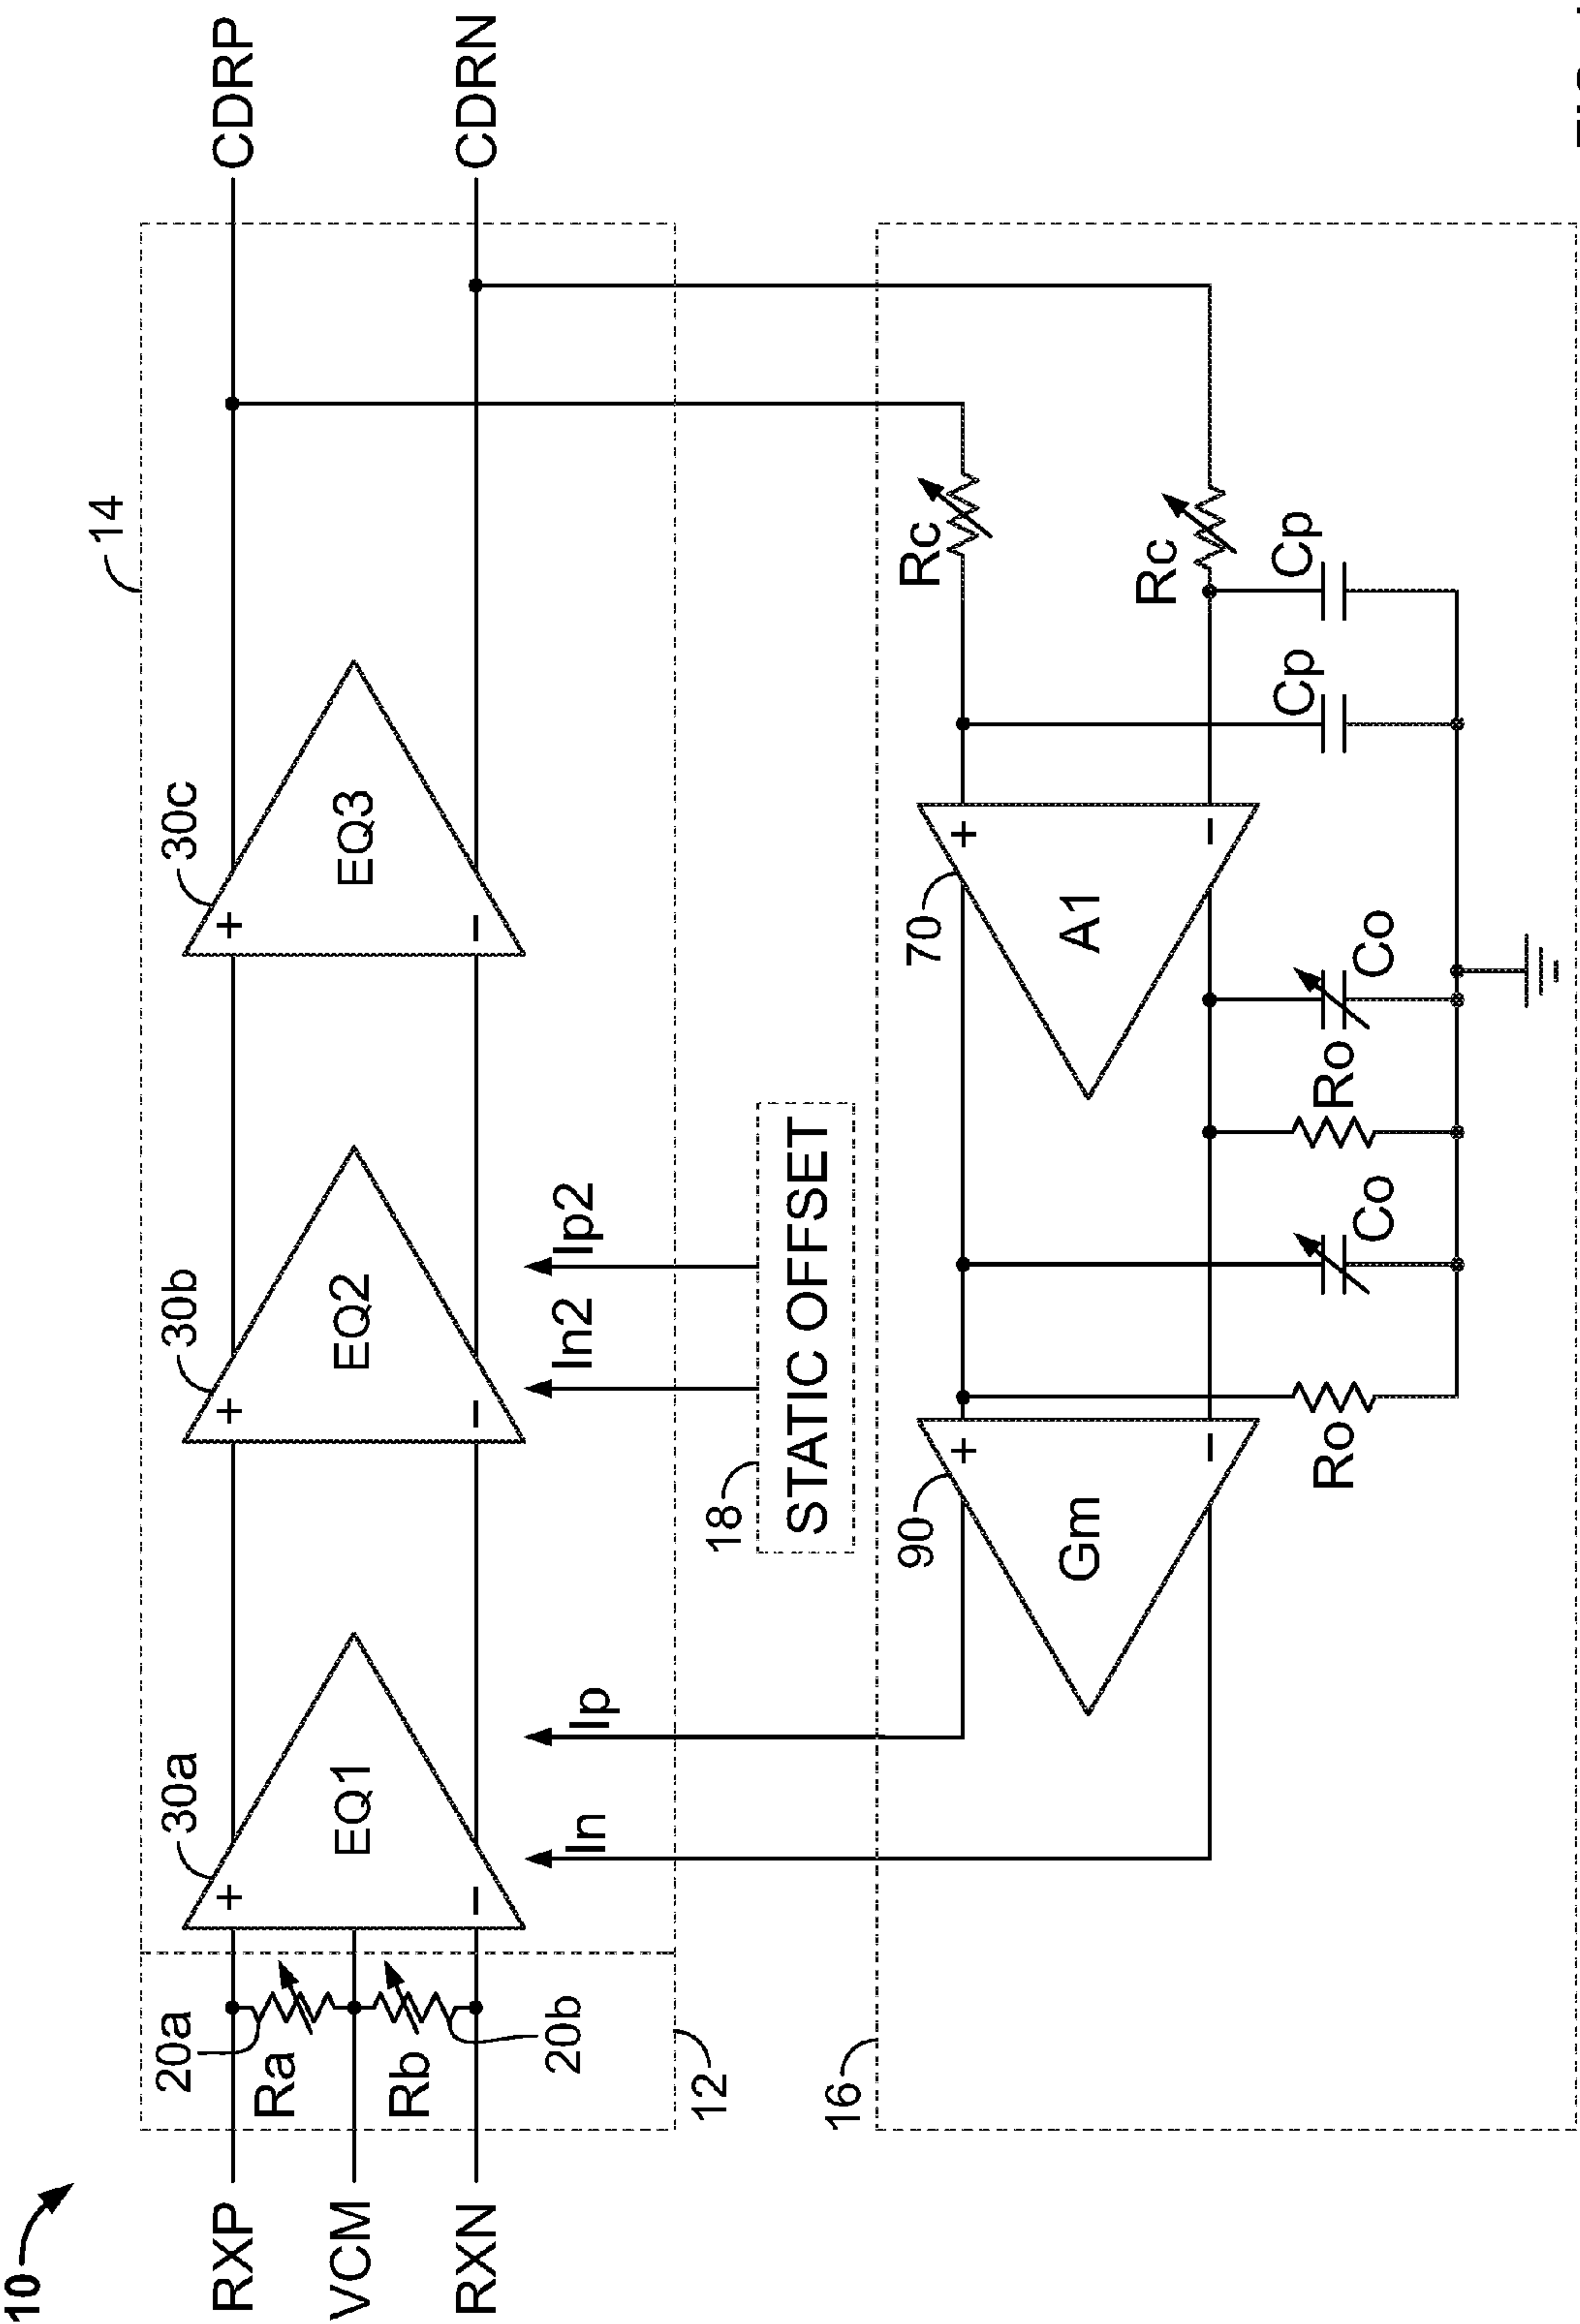 10
14
20a
30a
30b
30c
RXP
+
+
+
CDRP
Ra
VCM
EQ1
EQ2
EQ3
Rb
RXN
−
−
−
CDRN
20b
In
Ip
In2
Ip2
12
18
STATIC OFFSET
16
90
70
Rc
+
+
Gm
A1
Rc
−
−
Cp
Cp
Ro
Ro
Co
Co